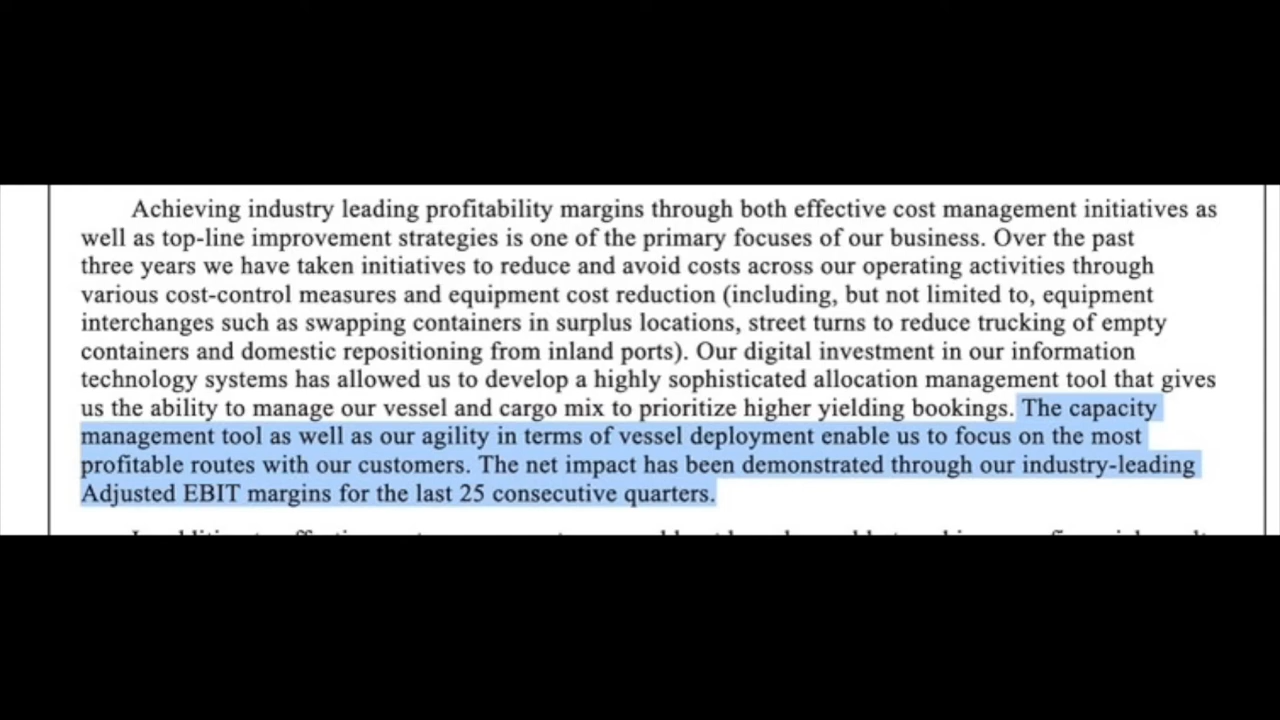 Achieving industry leading profitability margins through both effective cost management initiatives as
well as top-line improvement strategies is one of the primary focuses of our business. Over the past
three years we have taken initiatives to reduce and avoid costs across our operating activities through
various cost-control measures and equipment cost reduction (including, but not limited to, equipment
interchanges such as swapping containers in surplus locations, street turns to reduce trucking of empty
containers and domestic repositioning from inland ports). Our digital investment in our information
technology systems has allowed us to develop a highly sophisticated allocation management tool that gives
us the ability to manage our vessel and cargo mix to prioritize higher yielding bookings. The capacity
management tool as well as our agility in terms of vessel deployment enable us to focus on the most
profitable routes with our customers. The net impact has been demonstrated through our industry-leading
Adjusted EBIT margins for the last 25 consecutive quarters.